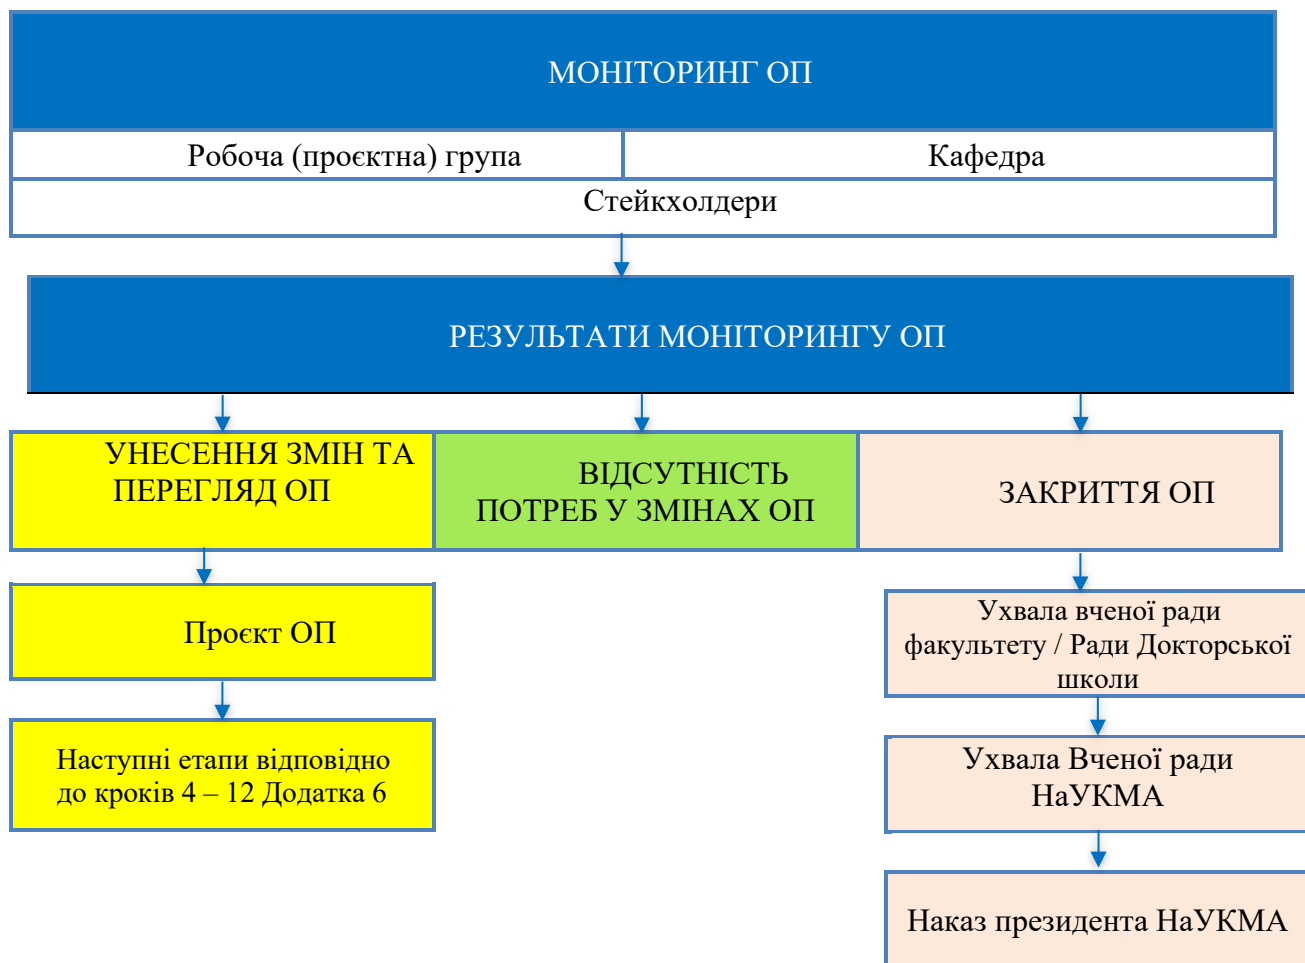 МОНІТОРИНГ ОП
Робоча (проєктна) група
Кафедра
Стейкхолдери
РЕЗУЛЬТАТИ МОНІТОРИНГУ ОП
УНЕСЕННЯ ЗМІН ТА
ПЕРЕГЛЯД ОП
ВІДСУТНІСТЬ
ПОТРЕБ У ЗМІНАХ ОП
ЗАКРИТТЯ ОП
Проєкт ОП
Ухвала вченої ради
факультету / Ради Докторської
школи
Наступні етапи відповідно
до кроків 4 – 12 Додатка 6
Ухвала Вченої ради
НаУКМА
Наказ президента НаУКМА